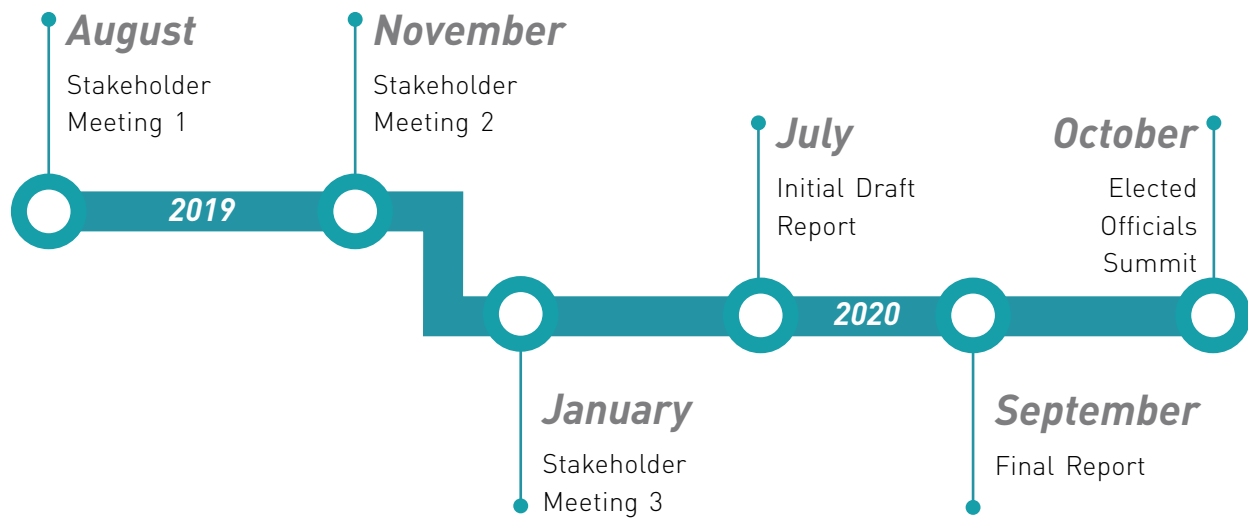 August
Stakeholder
Meeting 1
November
Stakeholder
Meeting 2
2019
July
Initial Draft
Report
October
Elected
Officials
Summit
2020
January
Stakeholder
Meeting 3
September
Final Report